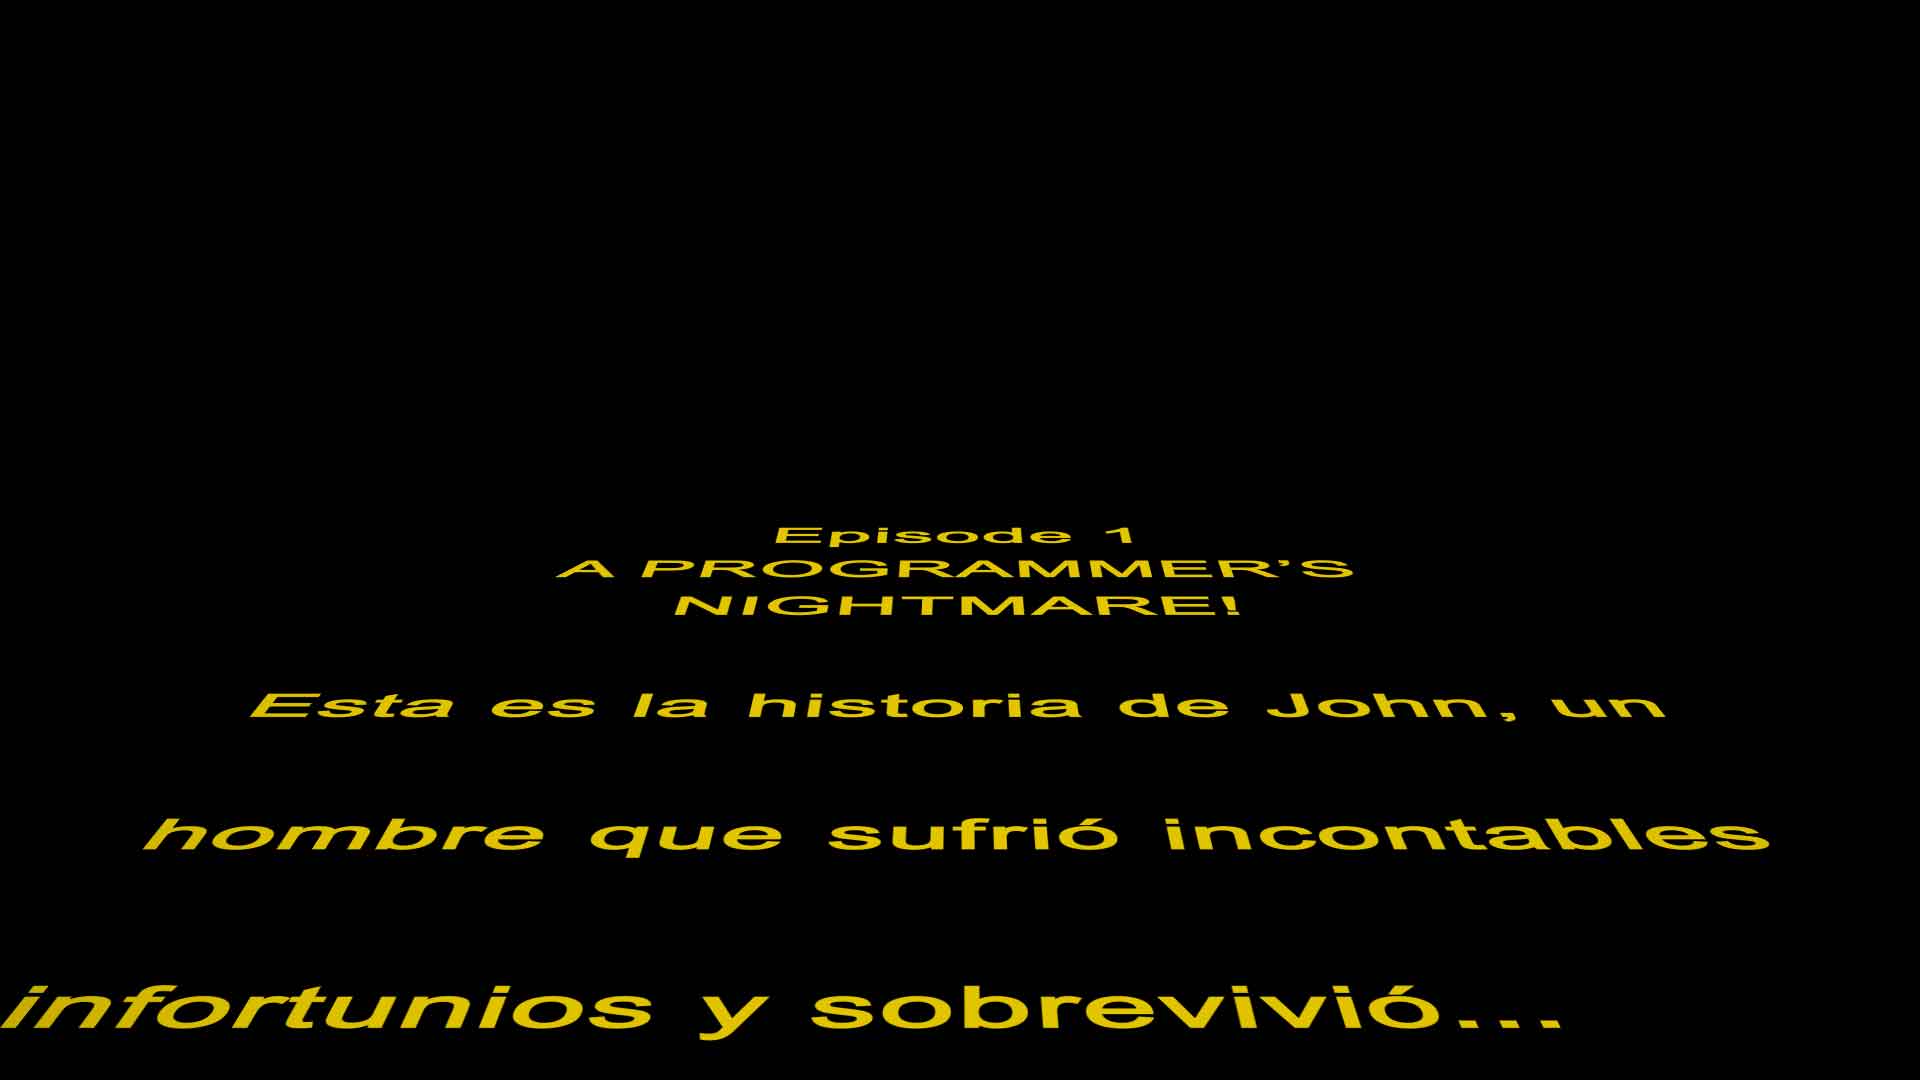 Episode 1
A PROGRAMMER’S
NIGHTMARE!
Esta es la historia de John, un
hombre que sufrió incontables
infortunios y sobrevivió...